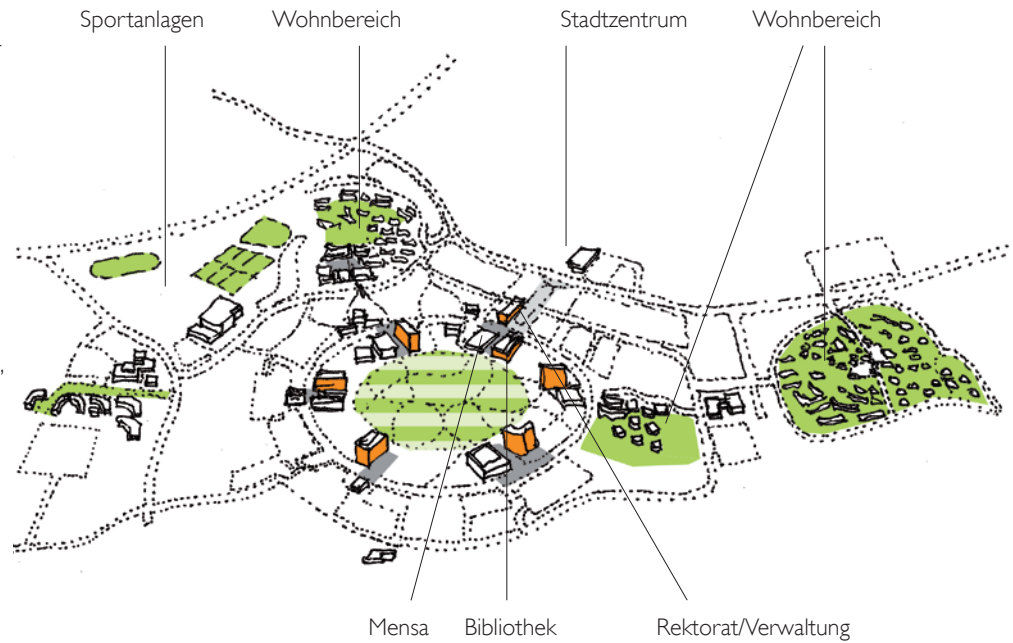 Sportanlagen Wohnbereich Stadtzentrum Wohnbereich
Mensa Bibliothek Rektorat/Verwaltung